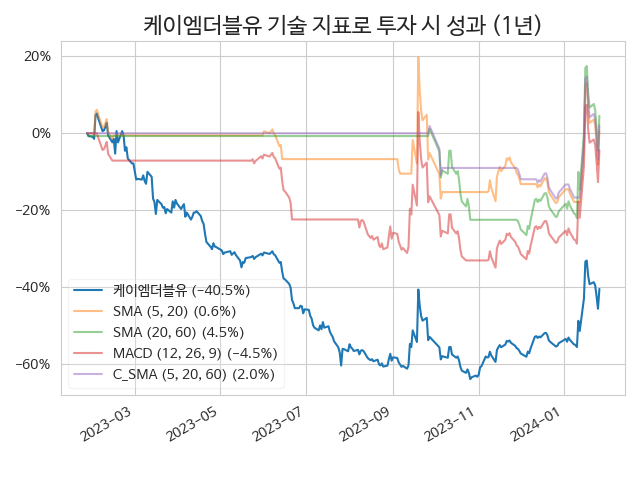 케이엠더블유 기술 지표로 투자 시 성과 (1년)
20%
0%
−20%
−40%
−60%
케이엠더블유 (−40.5%)
SMA (5, 20) (0.6%)
SMA (20, 60) (4.5%)
MACD (12, 26, 9) (−4.5%)
C_SMA (5, 20, 60) (2.0%)
2023−03
2023−05
2023−07
2023−09
2023−11
2024−01